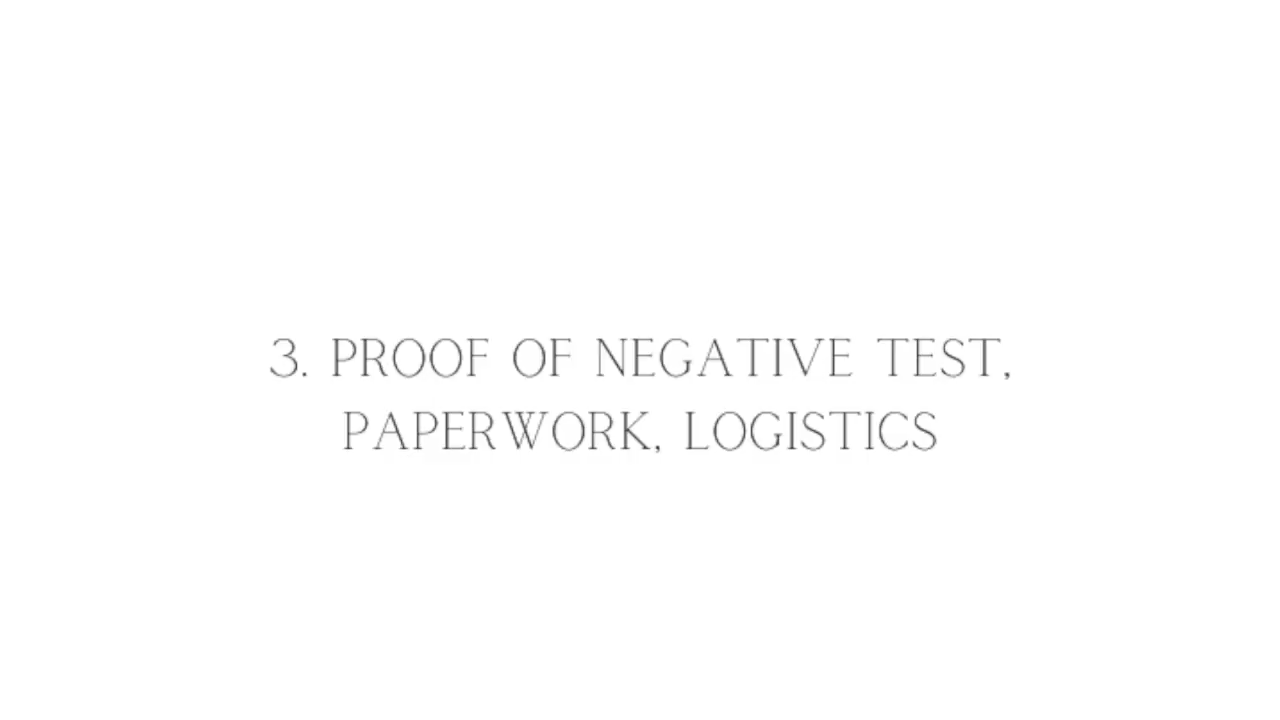 3. PROOF OF NEGATIVE TEST,
PAPERWORK, LOGISTICS